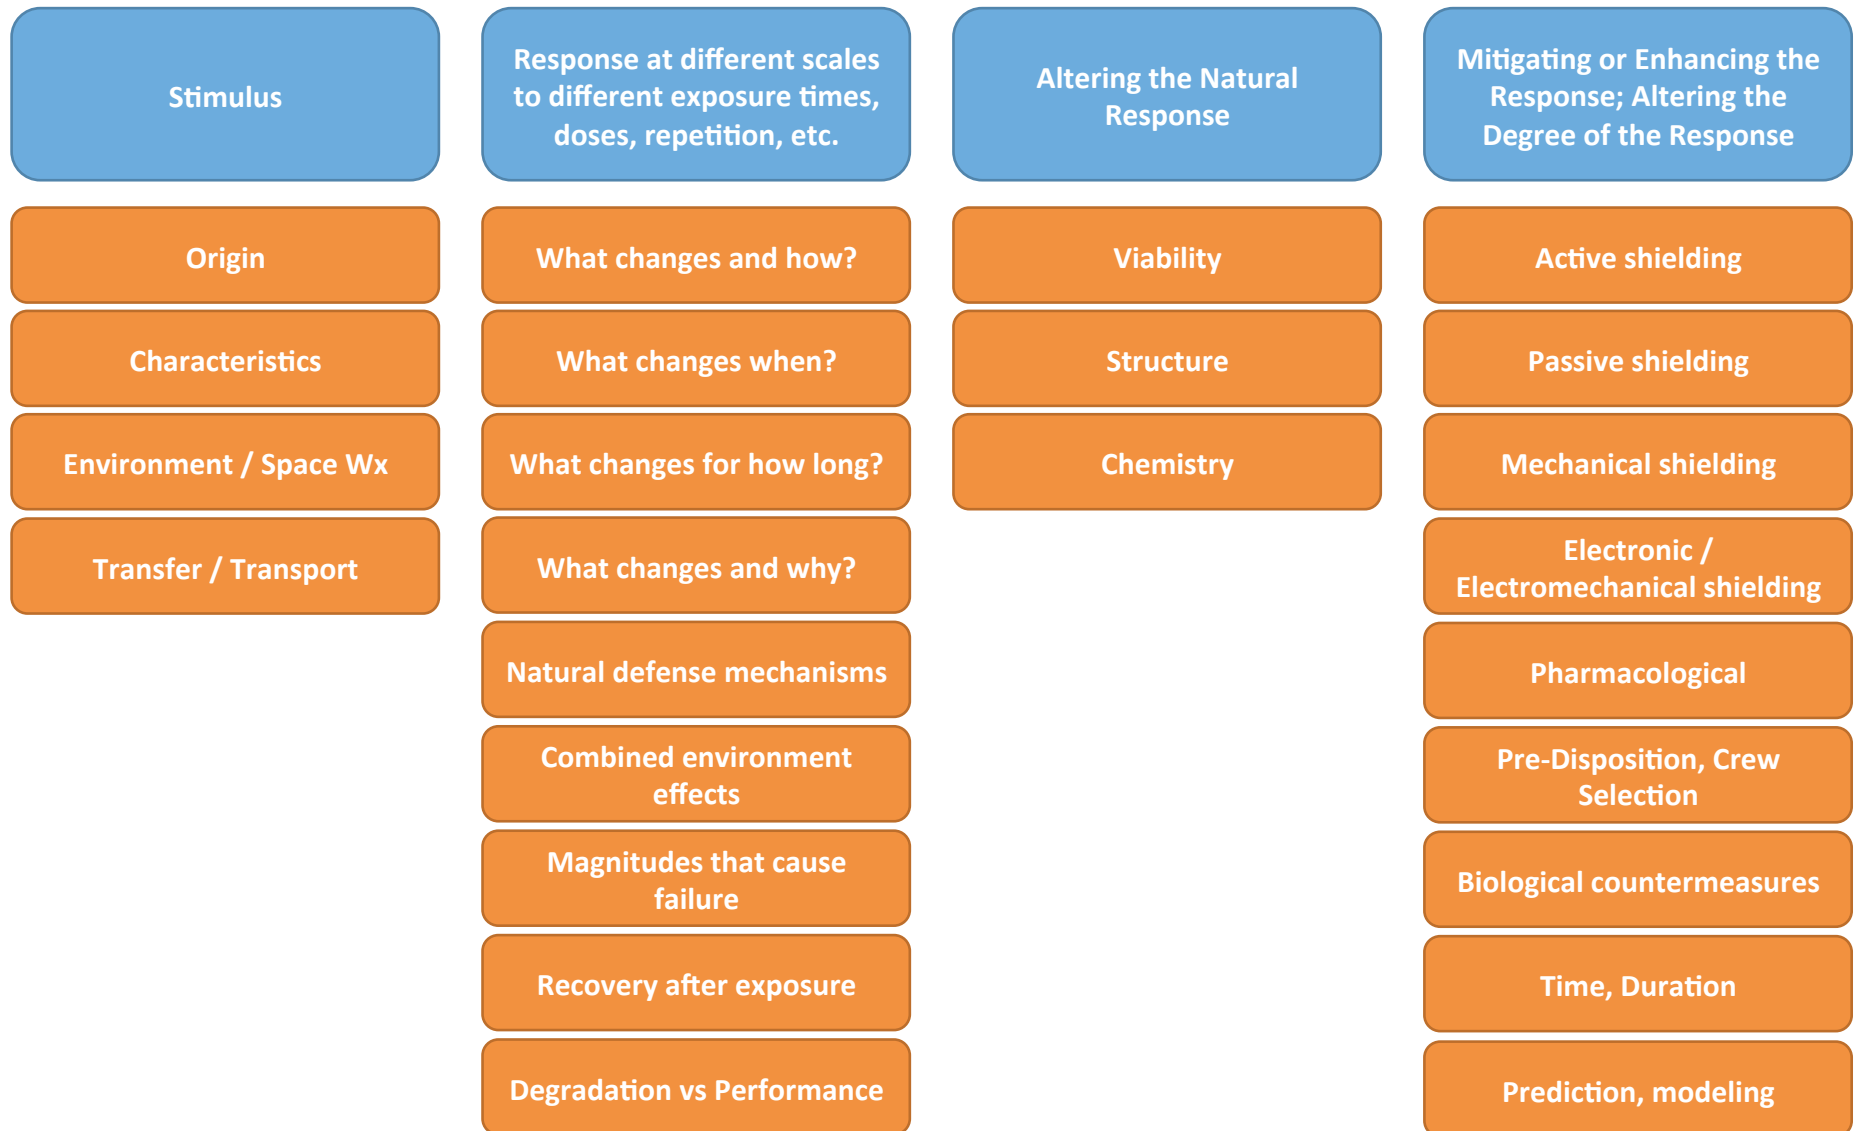 Stimulus
Response at different scales
to different exposure times,
doses, repetition, etc.
Altering the Natural
Response
Mitigating or Enhancing the
Response; Altering the
Degree of the Response
Origin
Characteristics
Environment / Space Wx
Transfer / Transport
What changes and how?
What changes when?
What changes for how long?
What changes and why?
Natural defense mechanisms
Combined environment
effects
Magnitudes that cause
failure
Recovery after exposure
Degradation vs Performance
Viability
Structure
Chemistry
Active shielding
Passive shielding
Mechanical shielding
Electronic /
Electromechanical shielding
Pharmacological
Pre-Disposition, Crew
Selection
Biological countermeasures
Time, Duration
Prediction, modeling